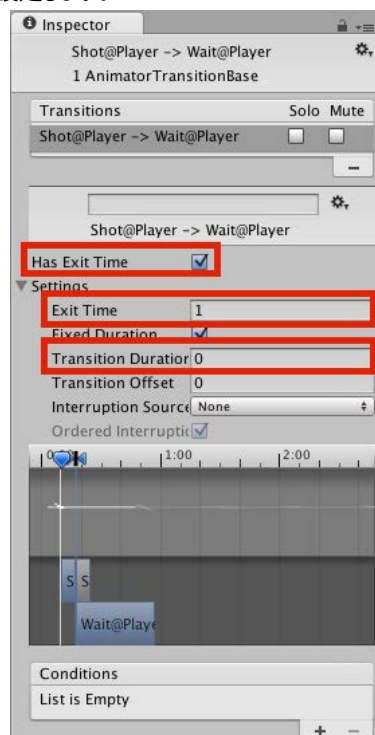 Inspector
Shot@Player -> Wait@Player
1 AnimatorTransitionBase
Transitions Solo Mute
Shot@Player -> Wait@Player
Shot@Player -> Wait@Player
Has Exit Time
Settings
Exit Time 1
Fixed Duration
Transition Duration 0
Transition Offset 0
Interruption Source None
Ordered Interrupti
1:00 2:00
S S
Wait@Playe
Conditions
List is Empty